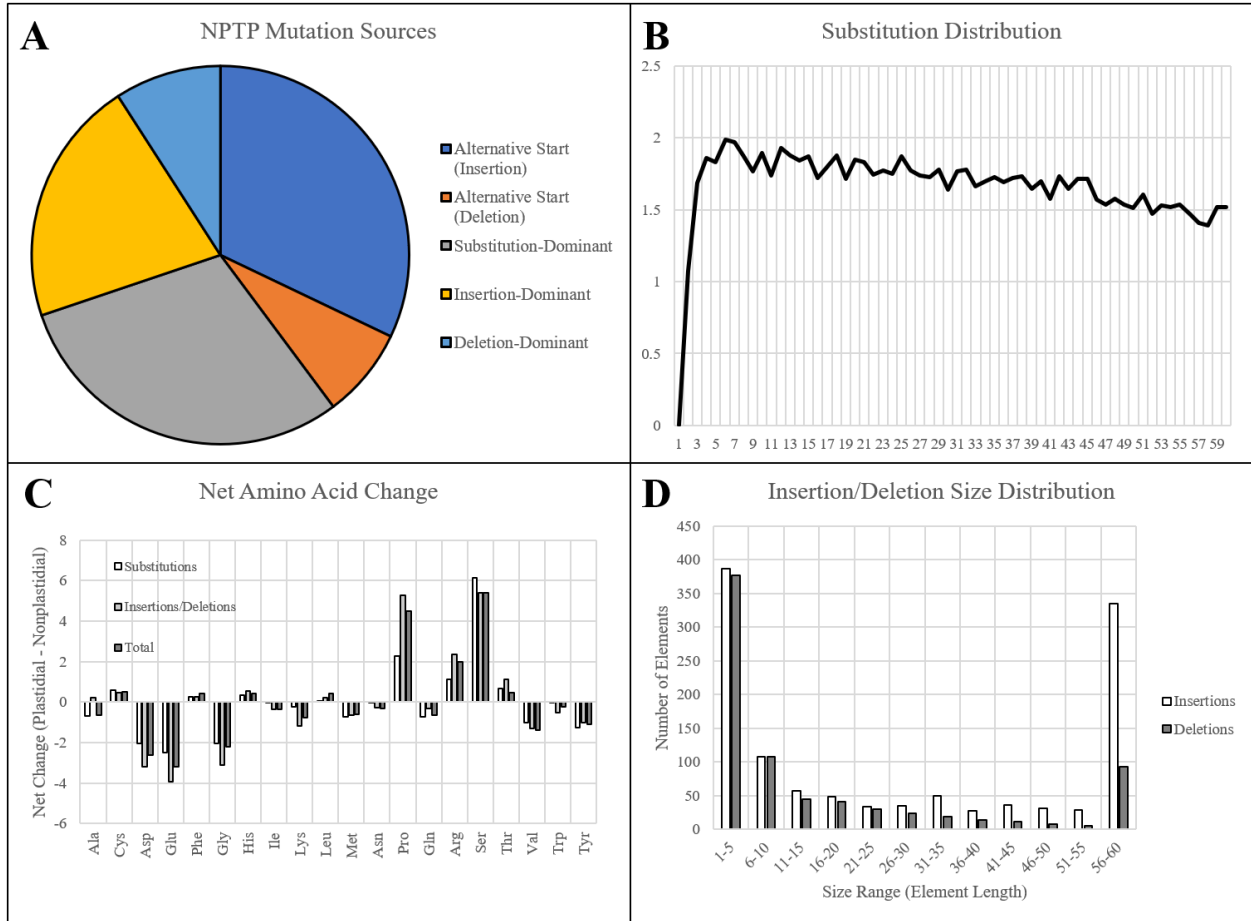 A
NPTP Mutation Sources
Alternative Start
(Insertion)
Alternative Start
(Deletion)
Substitution-Dominant
Insertion-Dominant
Deletion-Dominant
B
Substitution Distribution
2.5
2
1.5
1
0.5
0
1 3 5 7 9 11 13 15 17 19 21 23 25 27 29 31 33 35 37 39 41 43 45 47 49 51 53 55 57 59
C
Net Amino Acid Change
Net Change (Plastidial - Nonplastidial)
8
6
4
2
0
-2
-4
-6
Substitutions
Insertions/Deletions
Total
Ala Cys Asp Glu Phe Gly His Ile Lys Leu Met Asn Pro Gln Arg Ser Thr Val Trp Tyr
D
Insertion/Deletion Size Distribution
Number of Elements
450
400
350
300
250
200
150
100
50
0
Insertions
Deletions
1-5 6-10 11-15 16-20 21-25 26-30 31-35 36-40 41-45 46-50 51-55 56-60
Size Range (Element Length)